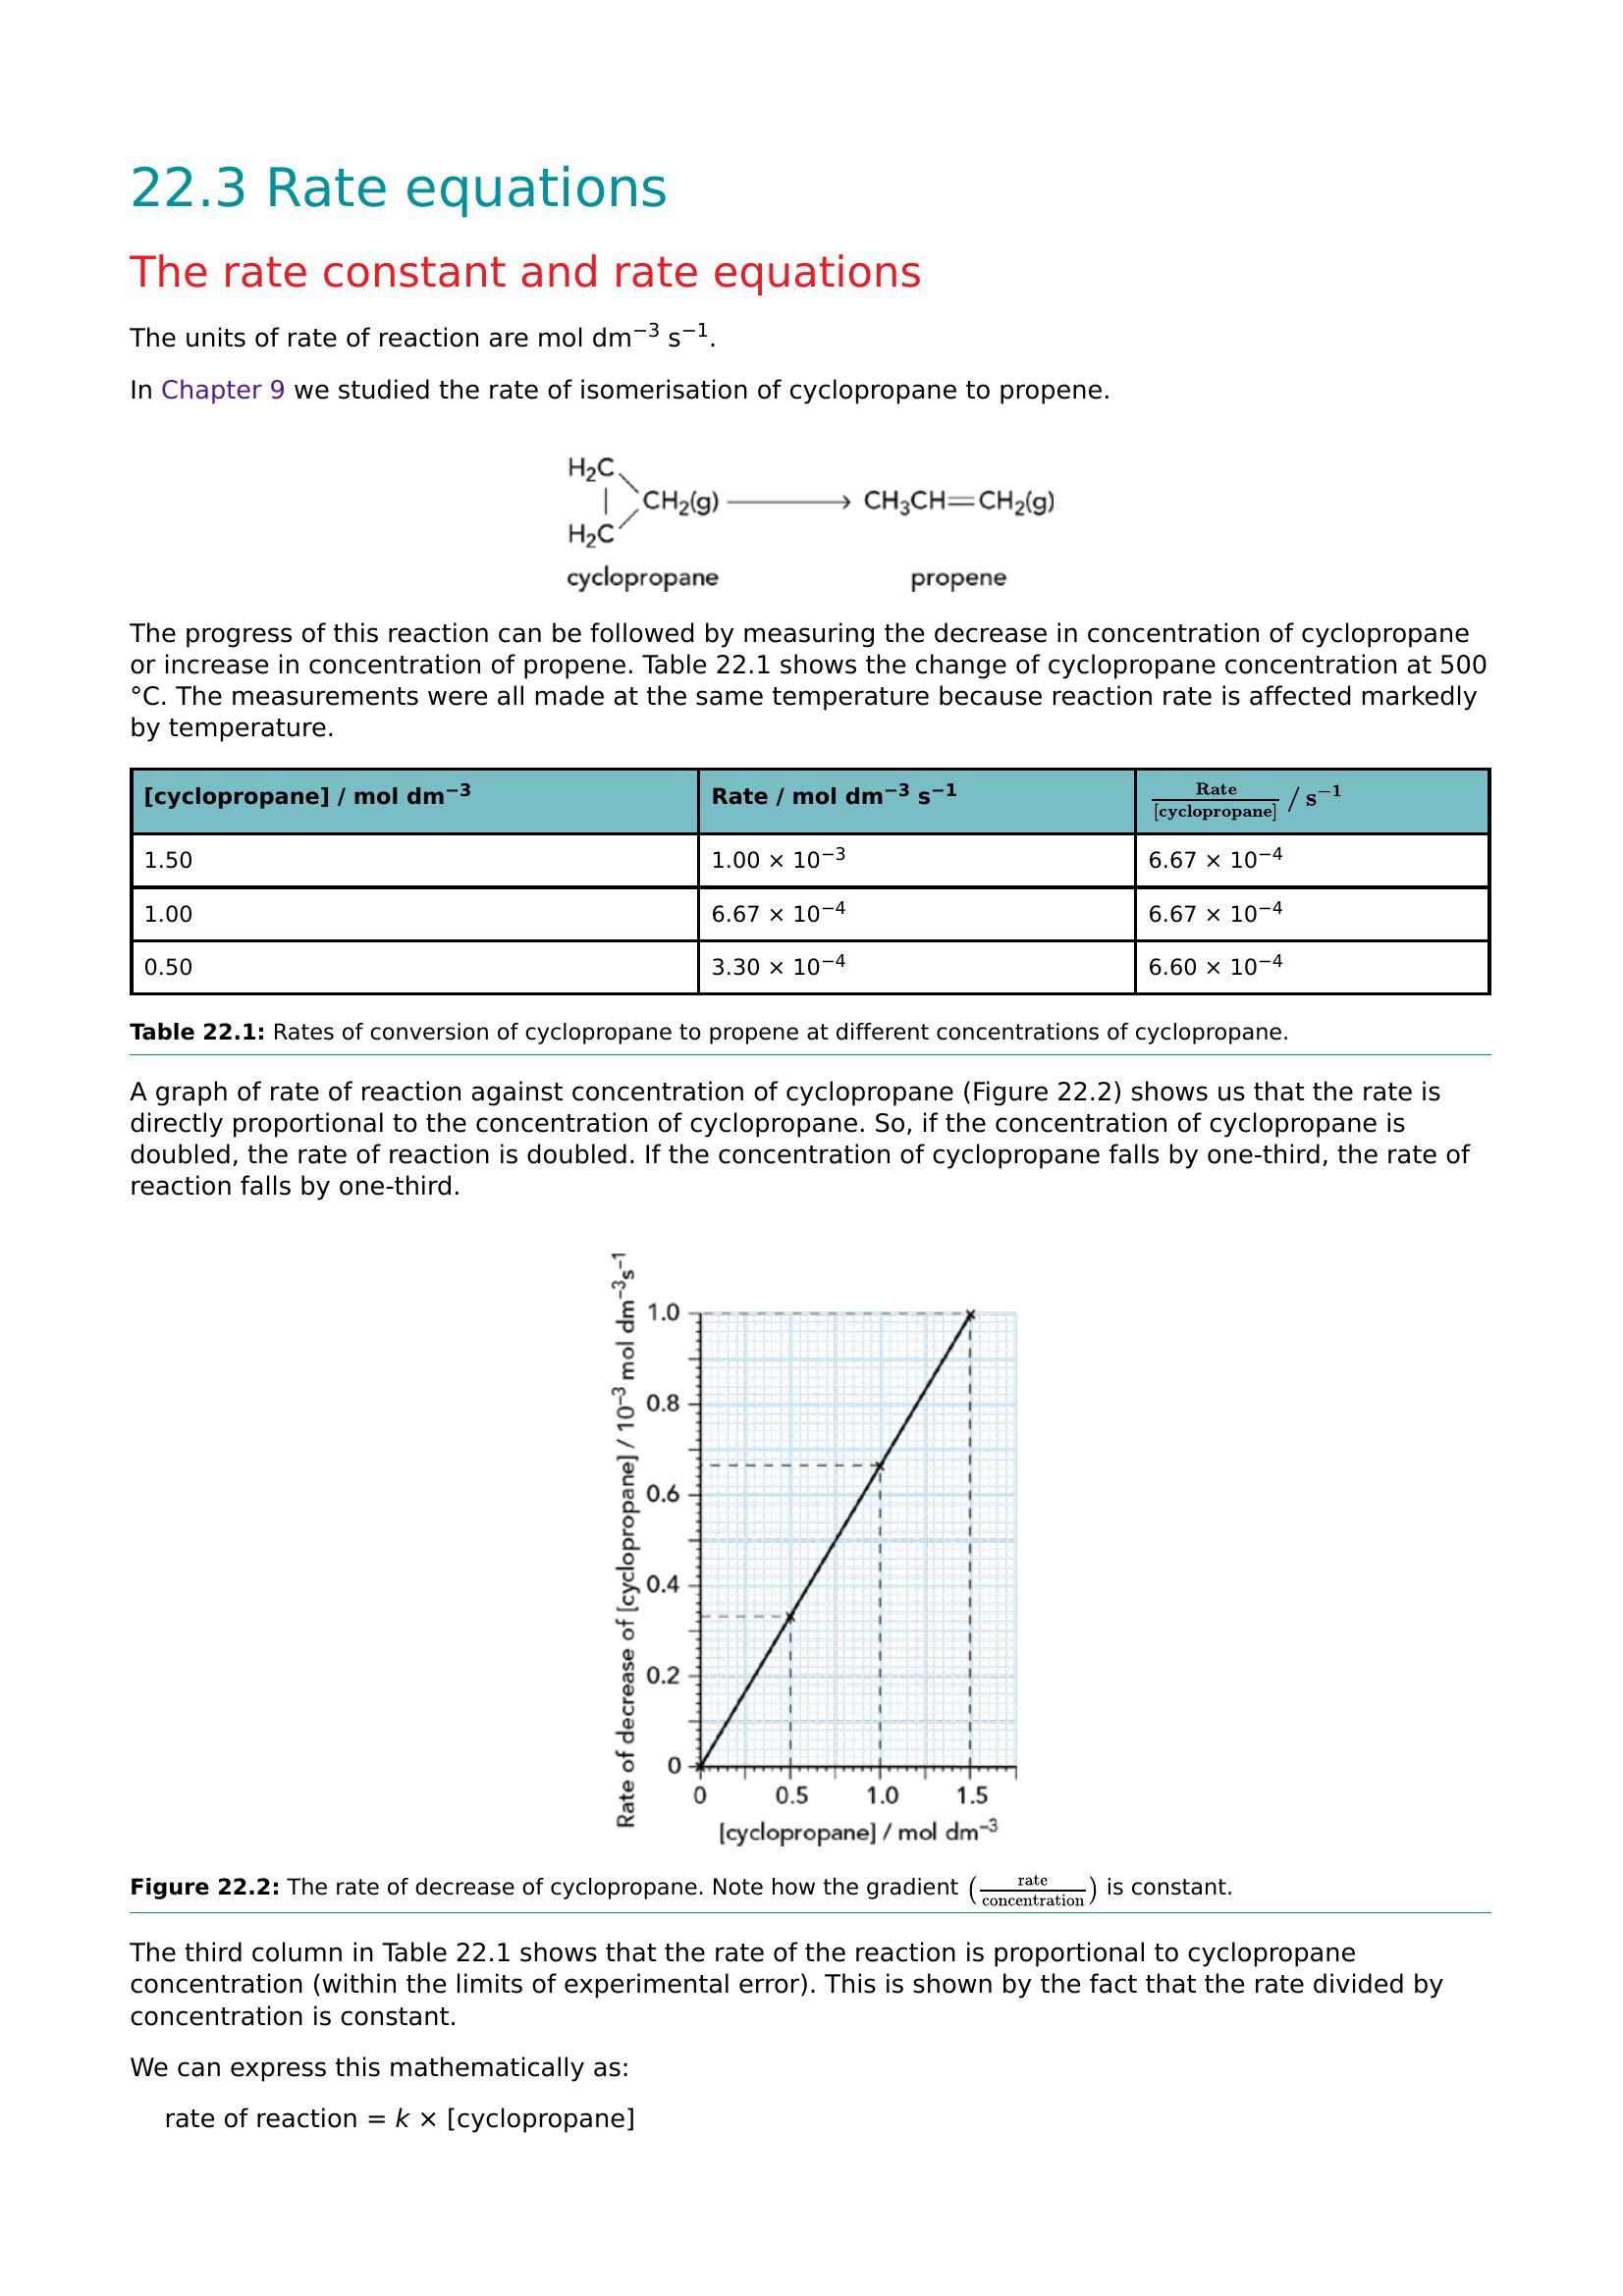 22.3 Rate equations
The rate constant and rate equations
The units of rate of reaction are mol dm⁻³ s⁻¹.
In Chapter 9 we studied the rate of isomerisation of cyclopropane to propene.
H₂C
CH₂(g) ⟶ CH₃CH=CH₂(g)
H₂C
cyclopropane propene
The progress of this reaction can be followed by measuring the decrease in concentration of cyclopropane
or increase in concentration of propene. Table 22.1 shows the change of cyclopropane concentration at 500
°C. The measurements were all made at the same temperature because reaction rate is affected markedly
by temperature.
[cyclopropane] / mol dm⁻³ Rate / mol dm⁻³ s⁻¹ Rate/[cyclopropane] / s⁻¹
1.50 1.00 × 10⁻³ 6.67 × 10⁻⁴
1.00 6.67 × 10⁻⁴ 6.67 × 10⁻⁴
0.50 3.30 × 10⁻⁴ 6.60 × 10⁻⁴
Table 22.1: Rates of conversion of cyclopropane to propene at different concentrations of cyclopropane.
A graph of rate of reaction against concentration of cyclopropane (Figure 22.2) shows us that the rate is
directly proportional to the concentration of cyclopropane. So, if the concentration of cyclopropane is
doubled, the rate of reaction is doubled. If the concentration of cyclopropane falls by one-third, the rate of
reaction falls by one-third.
Rate of decrease of [cyclopropane] / 10⁻³ mol dm⁻³s⁻¹
1.0
0.8
0.6
0.4
0.2
0
0 0.5 1.0 1.5
[cyclopropane] / mol dm⁻³
Figure 22.2: The rate of decrease of cyclopropane. Note how the gradient (rate/concentration) is constant.
The third column in Table 22.1 shows that the rate of the reaction is proportional to cyclopropane
concentration (within the limits of experimental error). This is shown by the fact that the rate divided by
concentration is constant.
We can express this mathematically as:
rate of reaction = k × [cyclopropane]